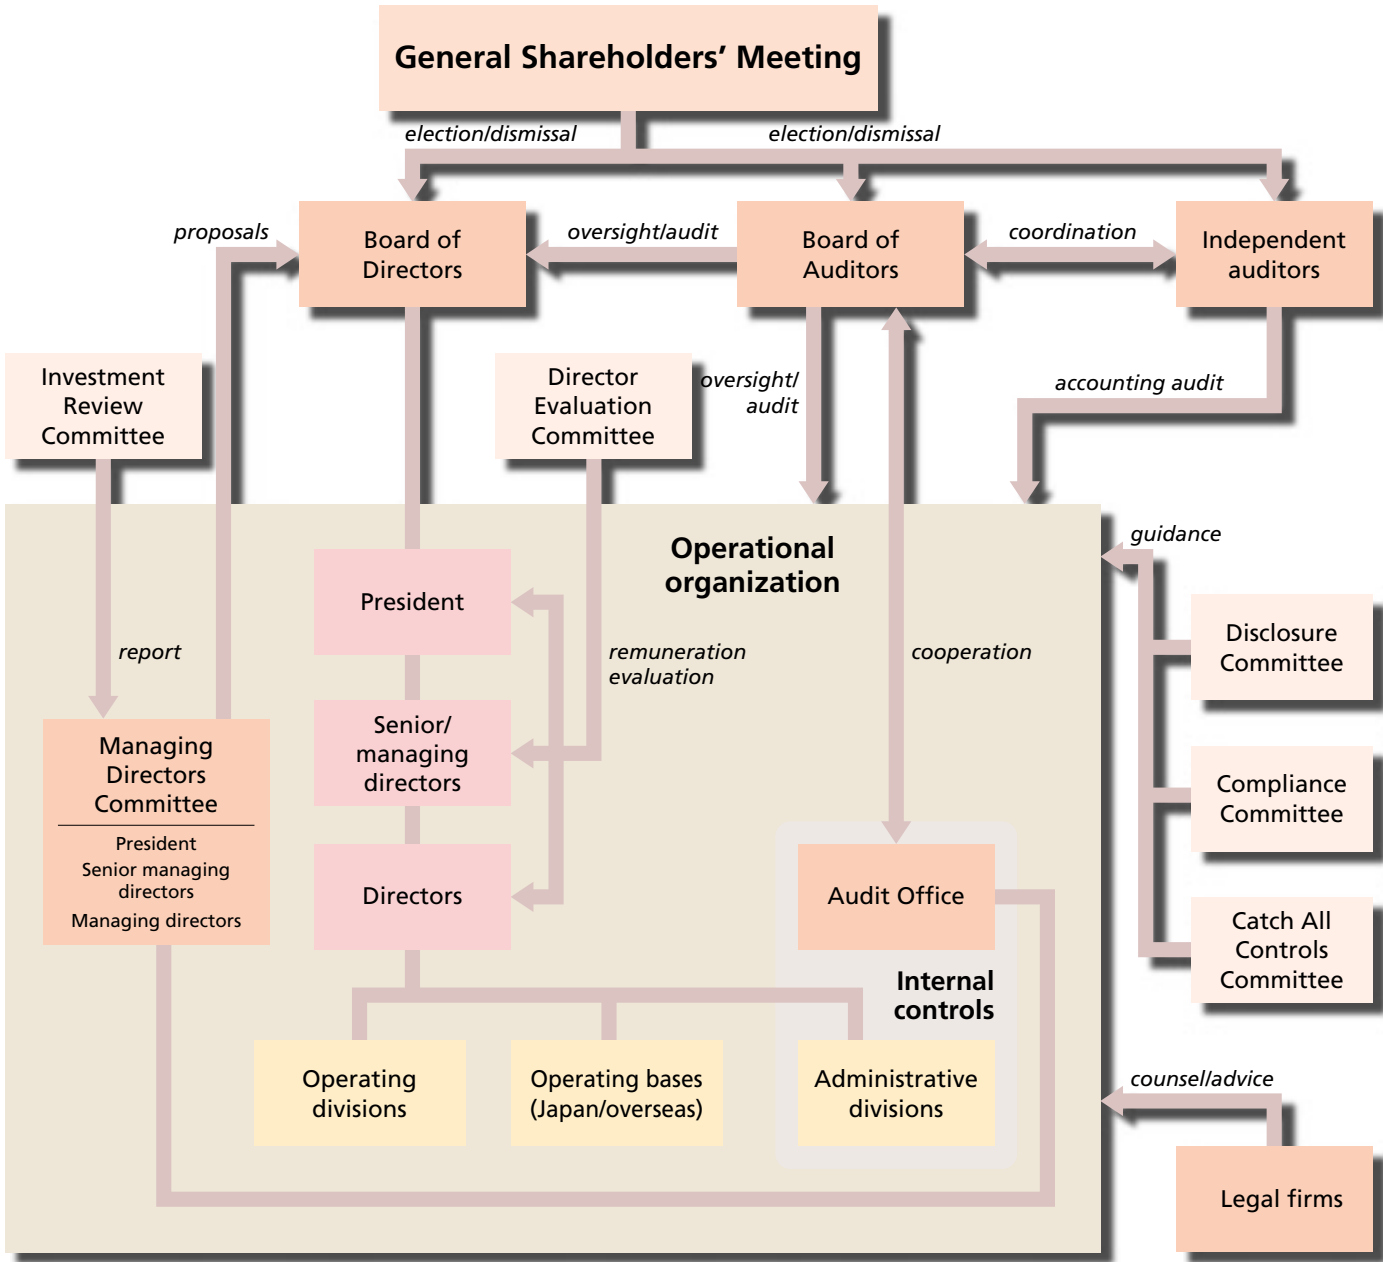 General Shareholders’ Meeting
election/dismissal
election/dismissal
proposals
Board of
Directors
oversight/audit
Board of
Auditors
coordination
Independent
auditors
Investment
Review
Committee
Director
Evaluation
Committee
oversight/
audit
accounting audit
Operational
organization
guidance
President
report
remuneration
evaluation
cooperation
Disclosure
Committee
Senior/
managing
directors
Managing
Directors
Committee
President
Senior managing
directors
Managing directors
Compliance
Committee
Directors
Audit Office
Catch All
Controls
Committee
Internal
controls
Operating
divisions
Operating bases
(Japan/overseas)
Administrative
divisions
counsel/advice
Legal firms